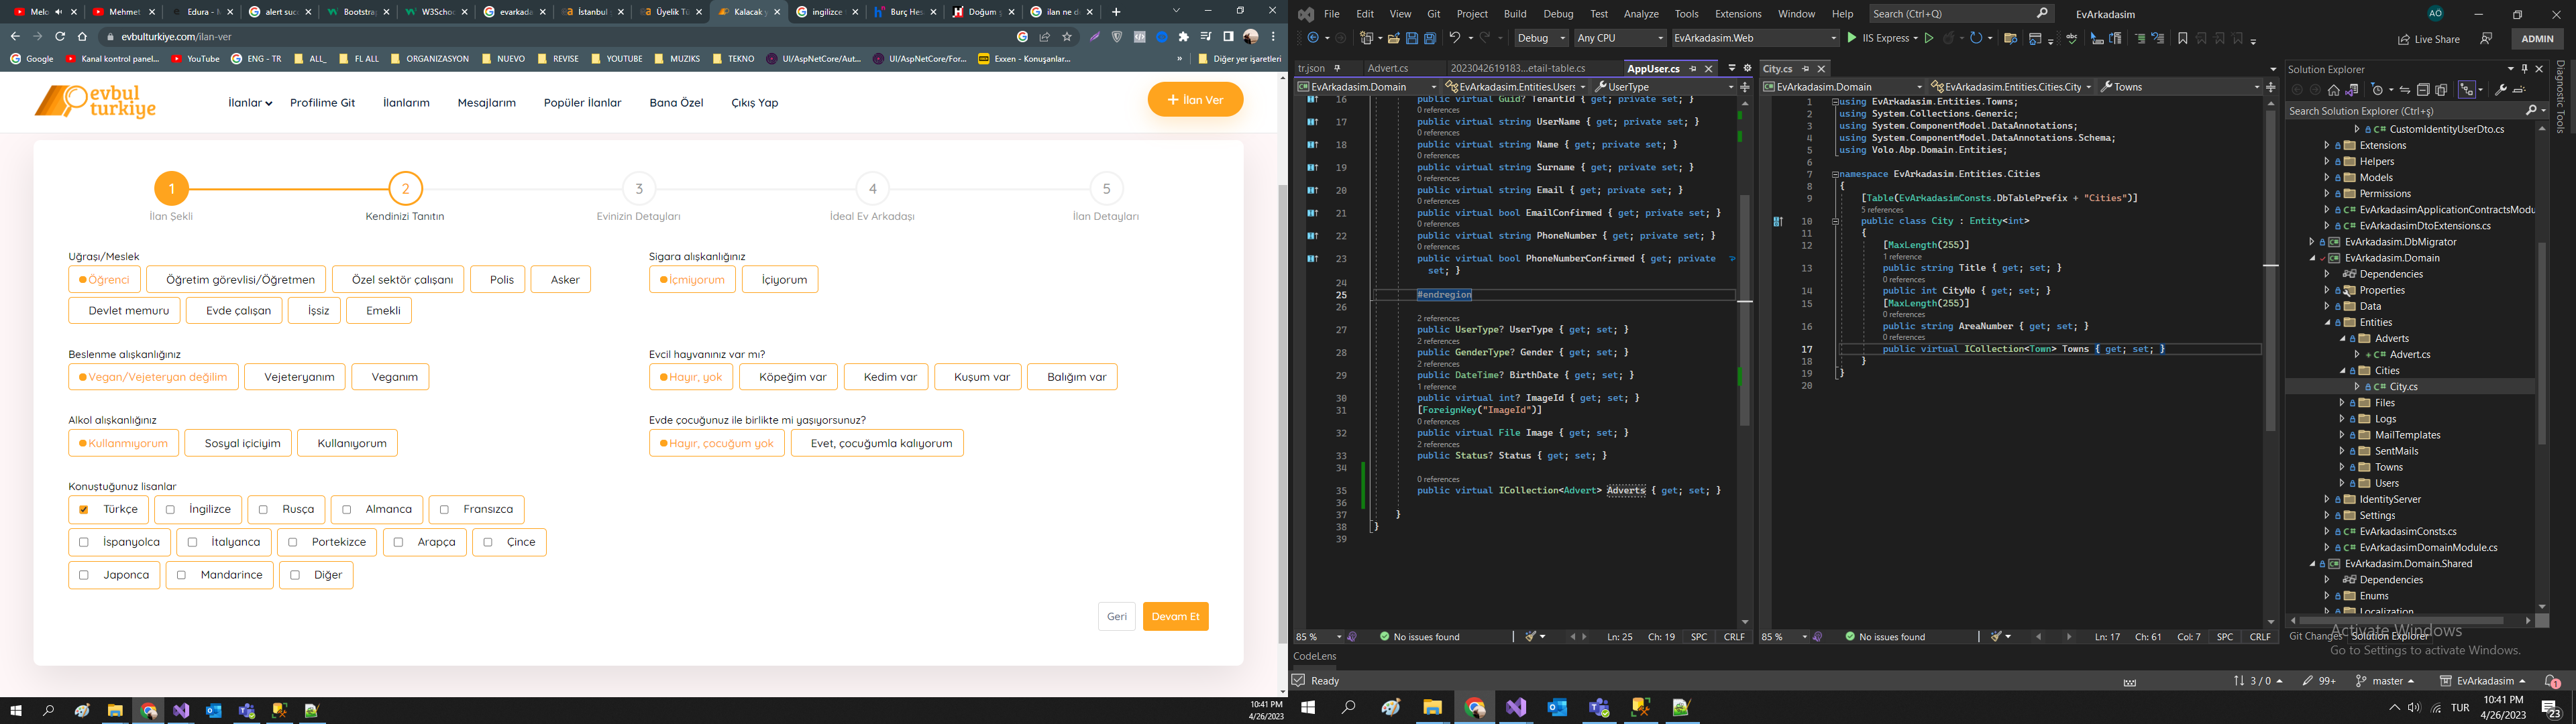 Melo
Mehmet
Edura - M
alert suc
Bootstra
W3Schoo
evarkada
İstanbul
Üyelik Tü
Kalacak y
ingilizce
Burç Hes
Doğum
ilan ne d
evbulturkiye.com/ilan-ver
Google
Kanal kontrol panel...
YouTube
ENG - TR
ALL_
FL ALL
ORGANIZASYON
NUEVO
REVISE
YOUTUBE
MUZIKS
TEKNO
UI/AspNetCore/Aut...
UI/AspNetCore/For...
Exxen - Konuşanlar...
Diğer yer işaretleri
evbul
turkiye
İlanlar
Profilime Git
İlanlarım
Mesajlarım
Popüler İlanlar
Bana Özel
Çıkış Yap
+ İlan Ver
1
2
3
4
5
İlan Şekli
Kendinizi Tanıtın
Evinizin Detayları
İdeal Ev Arkadaşı
İlan Detayları
Uğraşı/Meslek
Öğrenci
Öğretim görevlisi/Öğretmen
Özel sektör çalışanı
Polis
Asker
Devlet memuru
Evde çalışan
İşsiz
Emekli
Sigara alışkanlığınız
İçmiyorum
İçiyorum
Beslenme alışkanlığınız
Vegan/Vejeteryan değilim
Vejeteryanım
Veganım
Evcil hayvanınız var mı?
Hayır, yok
Köpeğim var
Kedim var
Kuşum var
Balığım var
Alkol alışkanlığınız
Kullanmıyorum
Sosyal içiciyim
Kullanıyorum
Evde çocuğunuz ile birlikte mi yaşıyorsunuz?
Hayır, çocuğum yok
Evet, çocuğumla kalıyorum
Konuştuğunuz lisanlar
Türkçe
İngilizce
Rusça
Almanca
Fransızca
İspanyolca
İtalyanca
Portekizce
Arapça
Çince
Japonca
Mandarince
Diğer
Geri
Devam Et
10:41 PM
4/26/2023
File Edit View Git Project Build Debug Test Analyze Tools Extensions Window Help
Search (Ctrl+Q)
EvArkadasim
AÖ
Debug
Any CPU
EvArkadasim.Web
IIS Express
Live Share
ADMIN
tr.json
Advert.cs
2023042619183...etail-table.cs
AppUser.cs
EvArkadasim.Domain
EvArkadasim.Entities.Users
UserType
16 public virtual Guid? TenantId { get; private set; }
0 references
17 public virtual string UserName { get; private set; }
0 references
18 public virtual string Name { get; private set; }
0 references
19 public virtual string Surname { get; private set; }
0 references
20 public virtual string Email { get; private set; }
0 references
21 public virtual bool EmailConfirmed { get; private set; }
0 references
22 public virtual string PhoneNumber { get; private set; }
0 references
23 public virtual bool PhoneNumberConfirmed { get; private
set; }
24
25 #endregion
26
2 references
27 public UserType? UserType { get; set; }
2 references
28 public GenderType? Gender { get; set; }
2 references
29 public DateTime? BirthDate { get; set; }
1 reference
30 public virtual int? ImageId { get; set; }
31 [ForeignKey("ImageId")]
0 references
32 public virtual File Image { get; set; }
2 references
33 public Status? Status { get; set; }
34
0 references
35 public virtual ICollection<Advert> Adverts { get; set; }
36
37 }
38 }
39
85 %
No issues found
Ln: 25 Ch: 19 SPC CRLF
City.cs
EvArkadasim.Domain
EvArkadasim.Entities.Cities.City
Towns
1 using EvArkadasim.Entities.Towns;
2 using System.Collections.Generic;
3 using System.ComponentModel.DataAnnotations;
4 using System.ComponentModel.DataAnnotations.Schema;
5 using Volo.Abp.Domain.Entities;
6
7 namespace EvArkadasim.Entities.Cities
8 {
9 [Table(EvArkadasimConsts.DbTablePrefix + "Cities")]
5 references
10 public class City : Entity<int>
11 {
12 [MaxLength(255)]
1 reference
13 public string Title { get; set; }
0 references
14 public int CityNo { get; set; }
15 [MaxLength(255)]
0 references
16 public string AreaNumber { get; set; }
0 references
17 public virtual ICollection<Town> Towns { get; set; }
18 }
19 }
20
85 %
No issues found
Ln: 17 Ch: 61 Col: 7 SPC CRLF
Solution Explorer
Search Solution Explorer (Ctrl+ş)
C# CustomIdentityUserDto.cs
Extensions
Helpers
Models
Permissions
C# EvArkadasimApplicationContractsModu
C# EvArkadasimDtoExtensions.cs
EvArkadasim.DbMigrator
EvArkadasim.Domain
Dependencies
Properties
Data
Entities
Adverts
C# Advert.cs
Cities
C# City.cs
Files
Logs
MailTemplates
SentMails
Towns
Users
IdentityServer
Settings
C# EvArkadasimConsts.cs
C# EvArkadasimDomainModule.cs
EvArkadasim.Domain.Shared
Dependencies
Enums
Localization
Git Changes
Solution Explorer
Activate Windows
Go to Settings to activate Windows.
Diagnostic Tools
CodeLens
Ready
3 / 0
99+
master
EvArkadasim
1
TUR
10:41 PM
4/26/2023
23